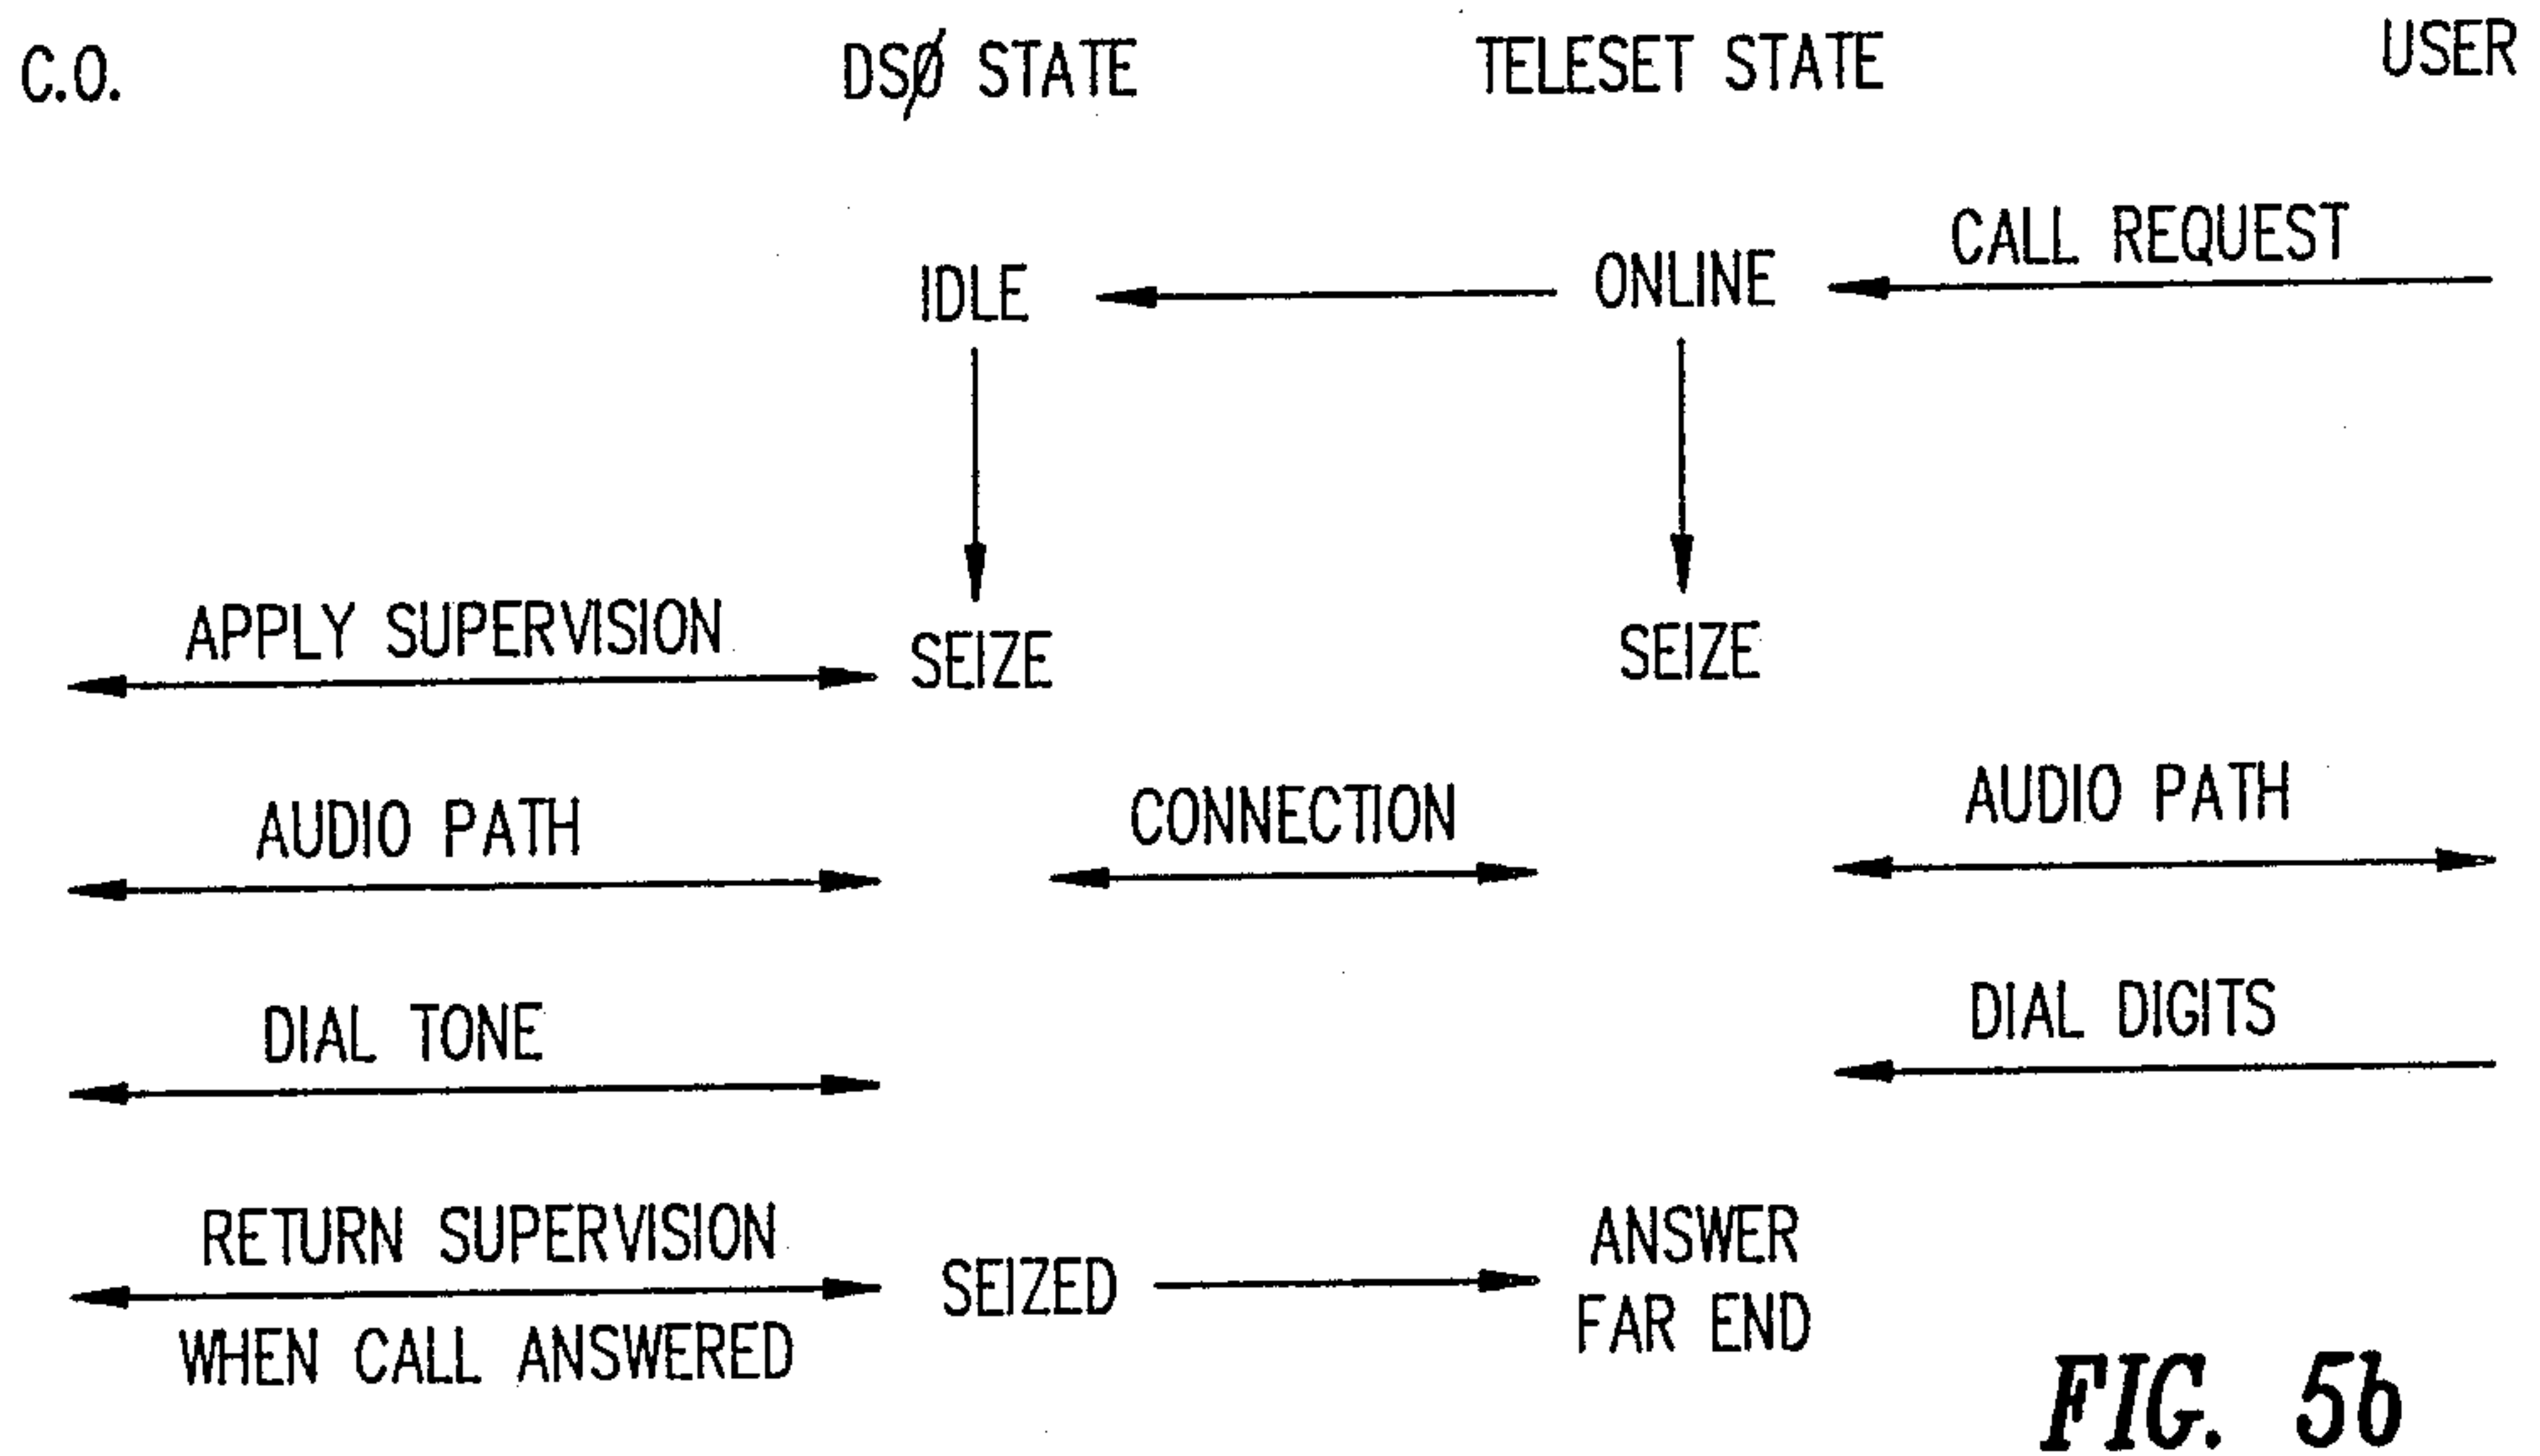 C.O.
DSØ STATE
TELESET STATE
USER
CALL REQUEST
IDLE
ONLINE
APPLY SUPERVISION
SEIZE
SEIZE
AUDIO PATH
CONNECTION
AUDIO PATH
DIAL TONE
DIAL DIGITS
RETURN SUPERVISION
WHEN CALL ANSWERED
SEIZED
ANSWER
FAR END
FIG. 5b